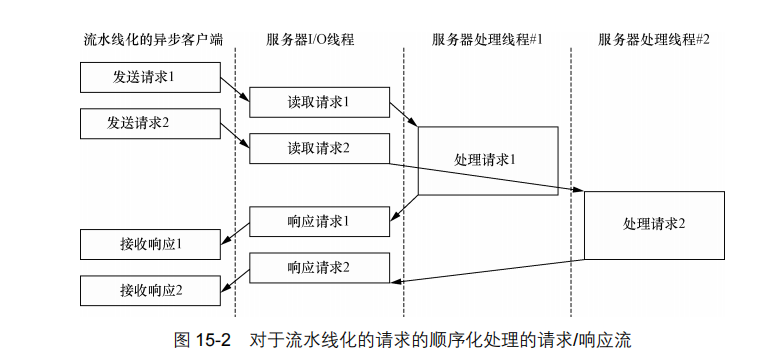 流水线化的异步客户端 服务器I/O线程 服务器处理线程#1 服务器处理线程#2
发送请求1
读取请求1
发送请求2
读取请求2
处理请求1
响应请求1
处理请求2
接收响应1
响应请求2
接收响应2
图 15-2 对于流水线化的请求的顺序化处理的请求/响应流